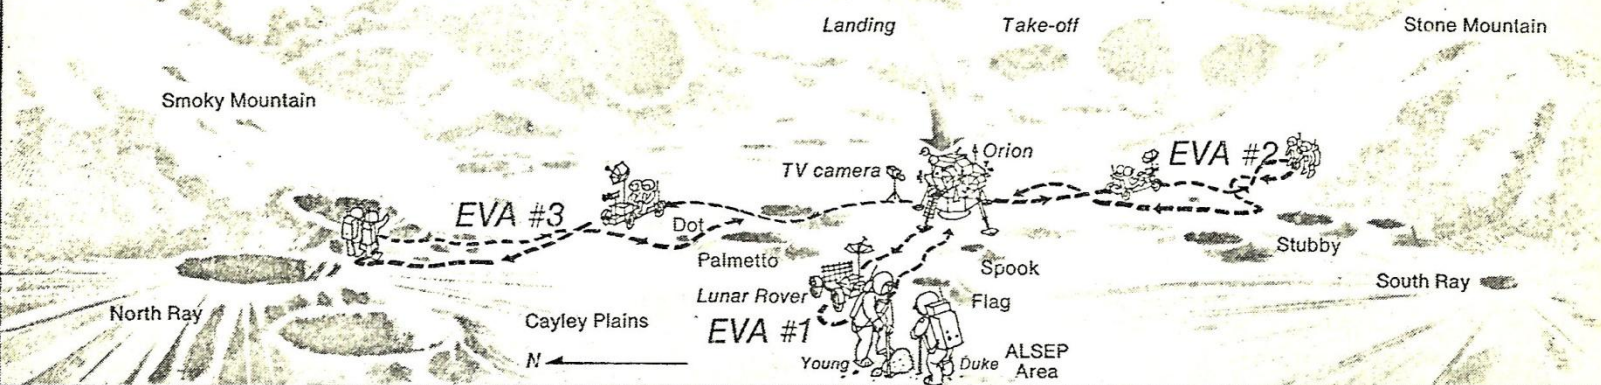 Landing
Take-off
Stone Mountain
Smoky Mountain
Orion
EVA #2
TV camera
EVA #3
Dot
Stubby
Palmetto
Spook
South Ray
Lunar Rover
Flag
North Ray
Cayley Plains
EVA #1
N
Young
Duke
ALSEP
Area